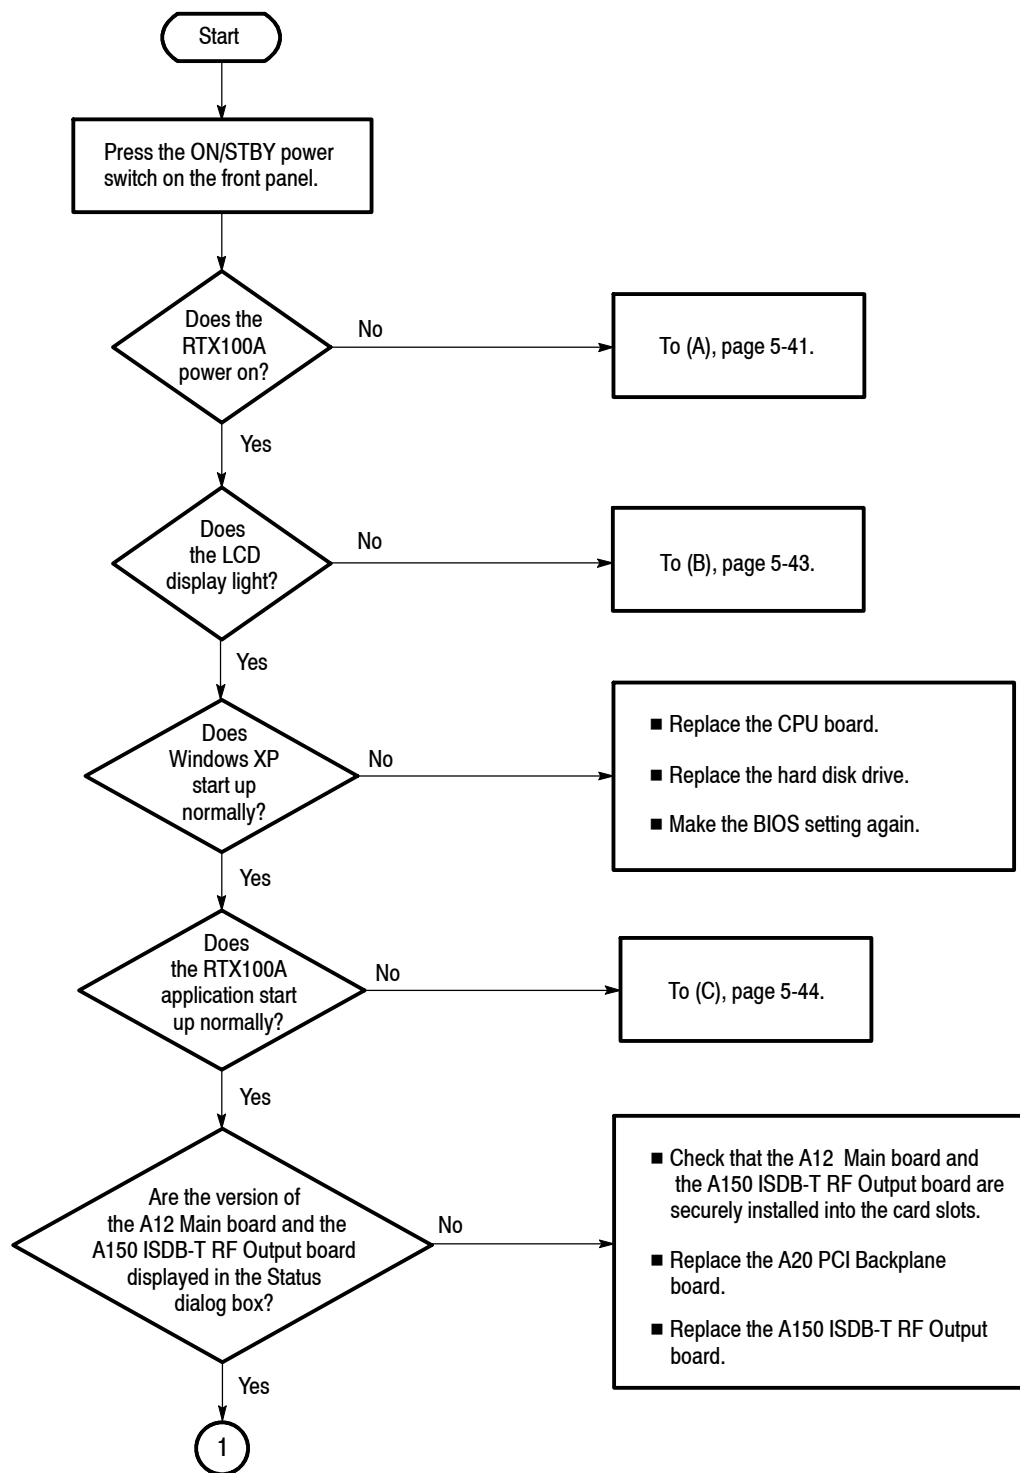 Start
Press the ON/STBY power
switch on the front panel.
Does the
RTX100A
power on?
No
To (A), page 5-41.
Yes
Does
the LCD
display light?
No
To (B), page 5-43.
Yes
Does
Windows XP
start up
normally?
No
■ Replace the CPU board.
■ Replace the hard disk drive.
■ Make the BIOS setting again.
Yes
Does
the RTX100A
application start
up normally?
No
To (C), page 5-44.
Yes
Are the version of
the A12 Main board and the
A150 ISDB-T RF Output board
displayed in the Status
dialog box?
No
■ Check that the A12 Main board and
the A150 ISDB-T RF Output board are
securely installed into the card slots.
■ Replace the A20 PCI Backplane
board.
■ Replace the A150 ISDB-T RF Output
board.
Yes
1